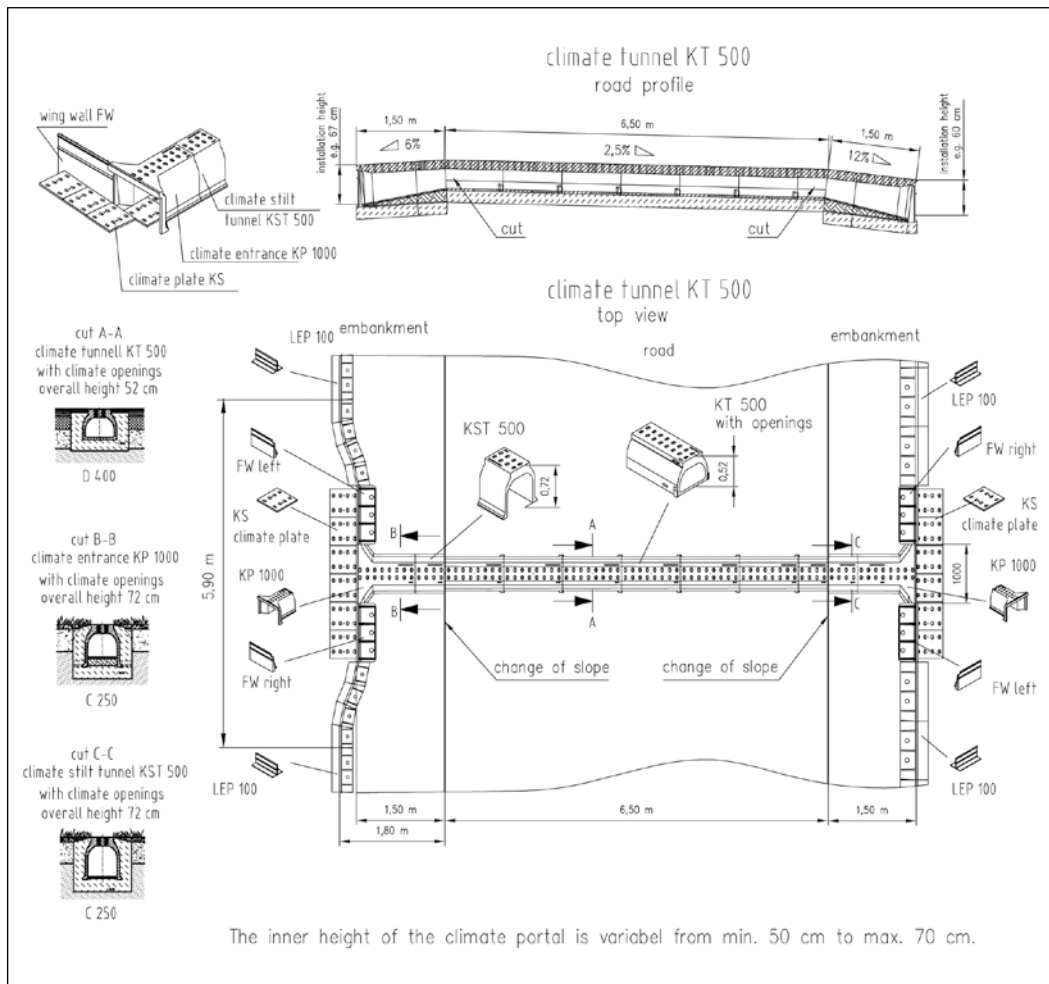 climate tunnel KT 500
road profile
wing wall FW
climate stilt
tunnel KST 500
climate entrance KP 1000
climate plate KS
installation height
e.g. 67 cm
1,50 m
6,50 m
1,50 m
installation height
e.g. 60 cm
6%
2,5%
12%
cut
cut
climate tunnel KT 500
top view
embankment
road
embankment
LEP 100
LEP 100
cut A-A
climate tunnell KT 500
with climate openings
overall height 52 cm
D 400
KST 500
0,72
KT 500
with openings
0,52
FW left
FW right
KS
climate plate
KS
climate plate
cut B-B
climate entrance KP 1000
with climate openings
overall height 72 cm
C 250
5,90 m
KP 1000
KP 1000
B
A
C
B
A
C
1000
FW right
FW left
change of slope
change of slope
cut C-C
climate stilt tunnel KST 500
with climate openings
overall height 72 cm
C 250
LEP 100
LEP 100
1,50 m
6,50 m
1,50 m
1,80 m
The inner height of the climate portal is variabel from min. 50 cm to max. 70 cm.